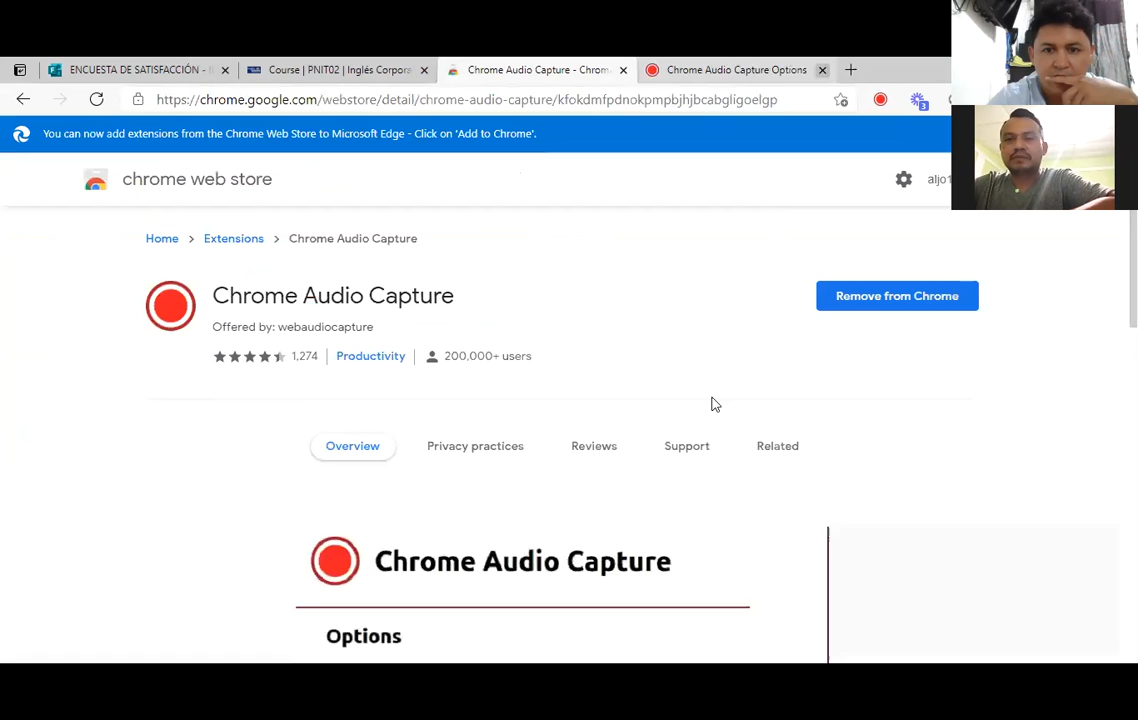 ENCUESTA DE SATISFACCIÓN -
Course | PNIT02 | Inglés Corpora
Chrome Audio Capture - Chrom
Chrome Audio Capture Options
https://chrome.google.com/webstore/detail/chrome-audio-capture/kfokdmfpdnokpmpbjhjbcabgligoelgp
3
You can now add extensions from the Chrome Web Store to Microsoft Edge - Click on 'Add to Chrome'.
chrome web store
aljo1
Home > Extensions > Chrome Audio Capture
Chrome Audio Capture
Remove from Chrome
Offered by: webaudiocapture
1,274
Productivity
200,000+ users
Overview
Privacy practices
Reviews
Support
Related
Chrome Audio Capture
Options